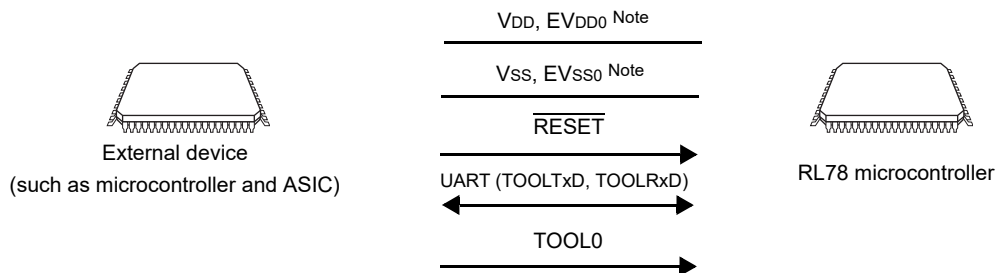 VDD, EVDD0 Note
VSS, EVSS0 Note
RESET
External device
(such as microcontroller and ASIC)
UART (TOOLTxD, TOOLRxD)
RL78 microcontroller
TOOL0